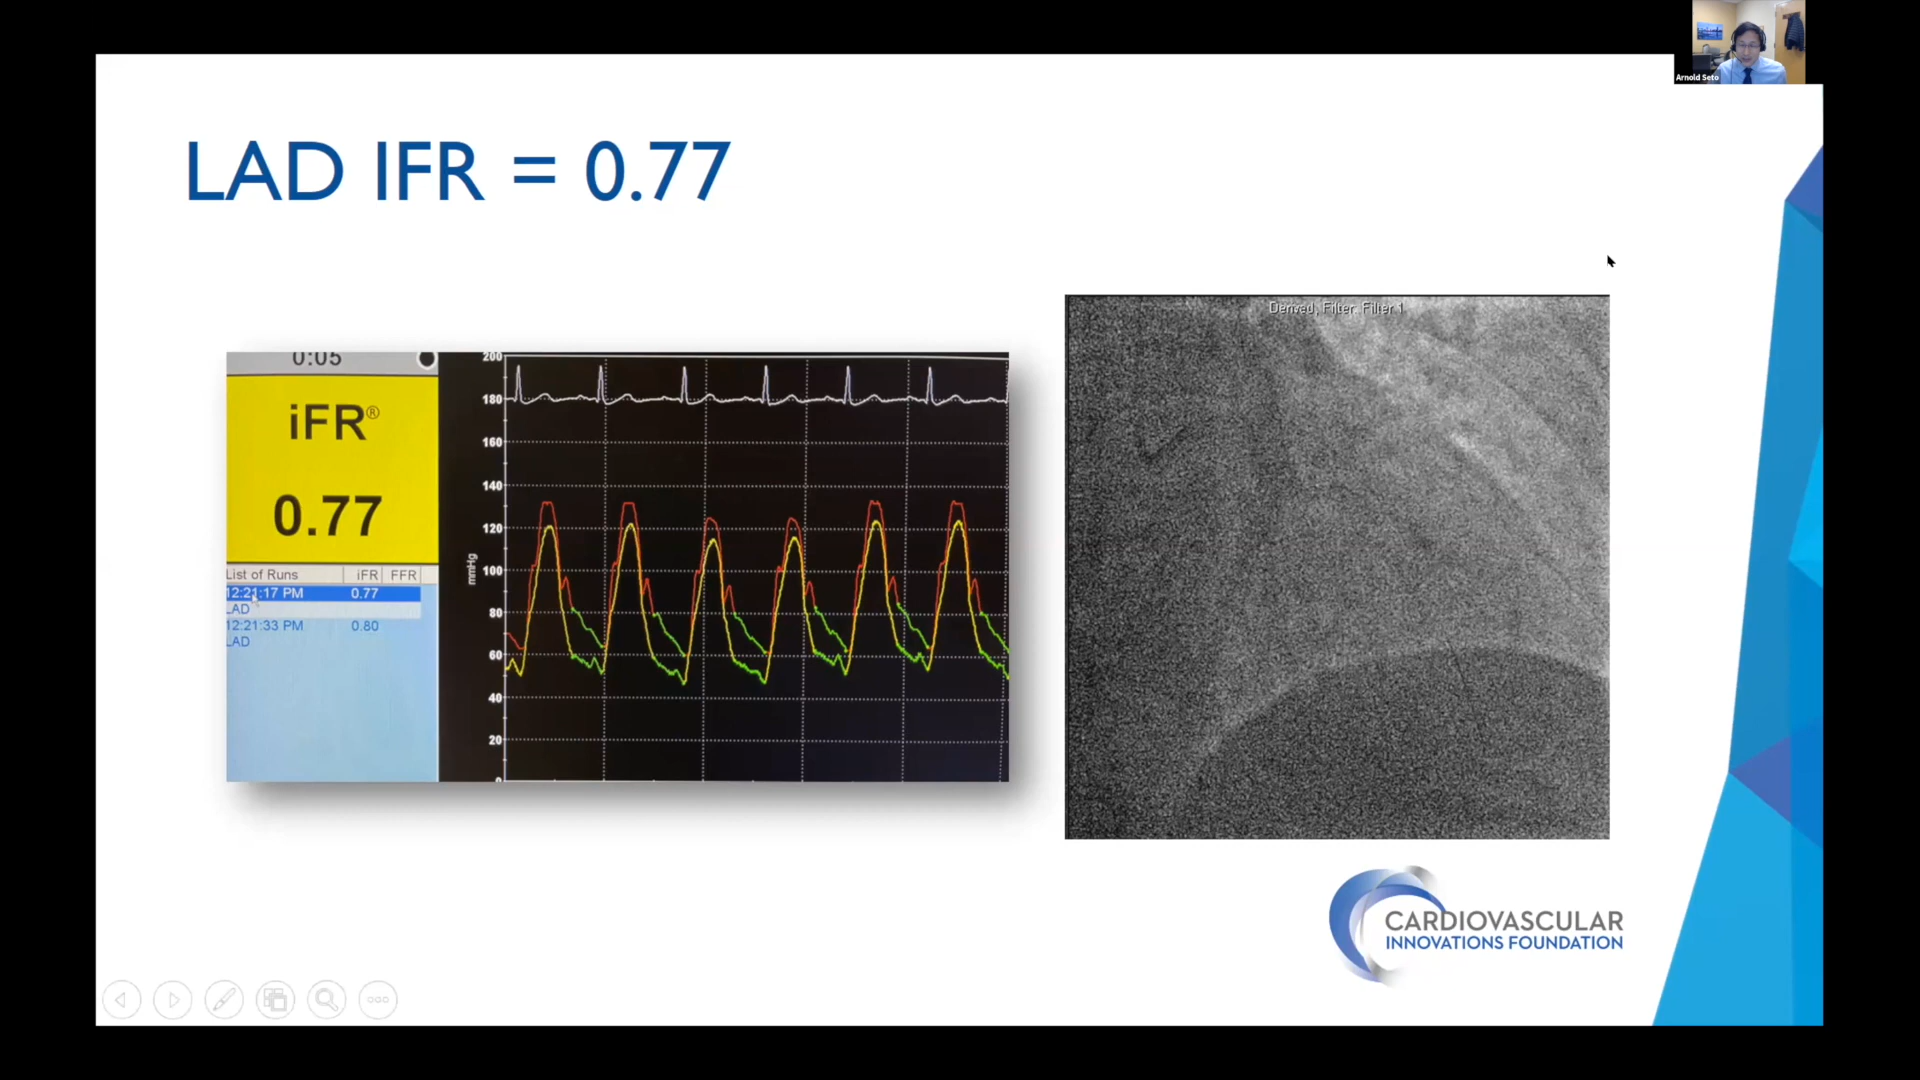 Arnold Seto
LAD IFR = 0.77
Derived, Filter, Filter 1
0:05
iFR®
0.77
List of Runs iFR FFR
12:21:17 PM 0.77
LAD
12:21:33 PM 0.80
LAD
200
180
160
140
120
100
80
60
40
20
0
mmHg
CARDIOVASCULAR
INNOVATIONS FOUNDATION